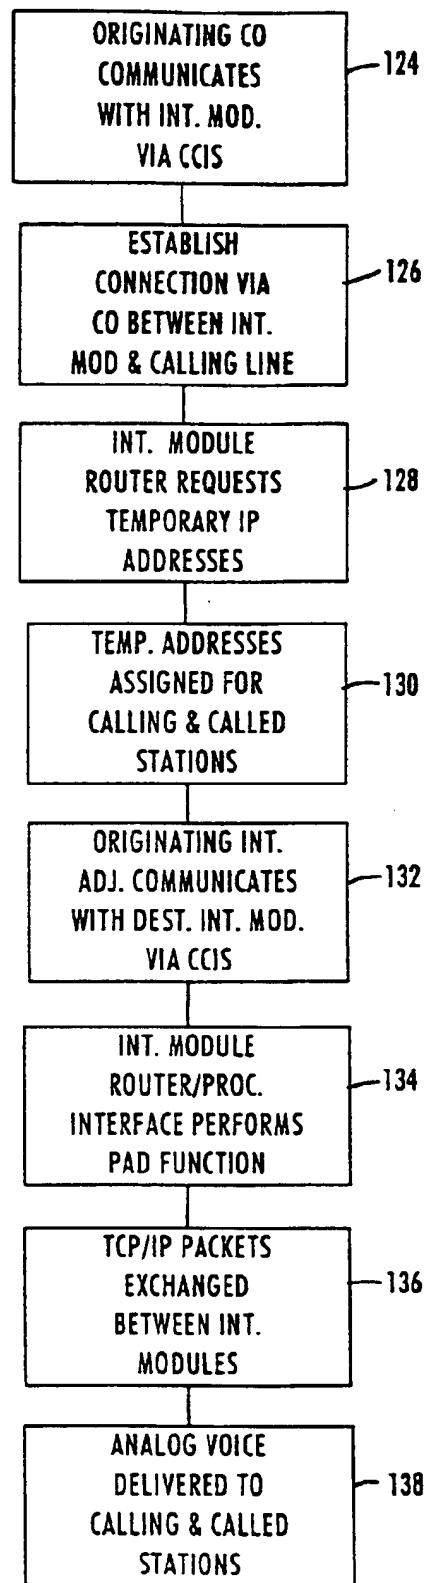 ORIGINATING CO
COMMUNICATES
WITH INT. MOD.
VIA CCIS
124
ESTABLISH
CONNECTION VIA
CO BETWEEN INT.
MOD & CALLING LINE
126
INT. MODULE
ROUTER REQUESTS
TEMPORARY IP
ADDRESSES
128
TEMP. ADDRESSES
ASSIGNED FOR
CALLING & CALLED
STATIONS
130
ORIGINATING INT.
ADJ. COMMUNICATES
WITH DEST. INT. MOD.
VIA CCIS
132
INT. MODULE
ROUTER/PROC.
INTERFACE PERFORMS
PAD FUNCTION
134
TCP/IP PACKETS
EXCHANGED
BETWEEN INT.
MODULES
136
ANALOG VOICE
DELIVERED TO
CALLING & CALLED
STATIONS
138